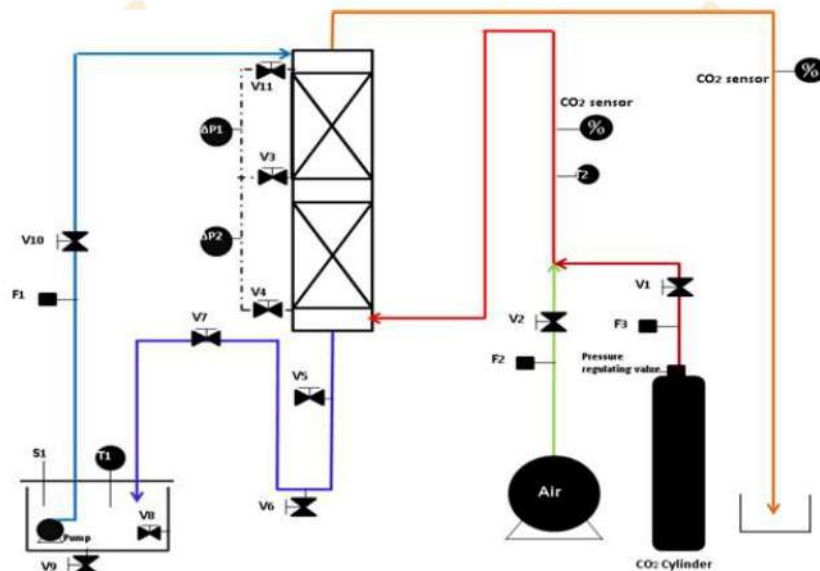 V11
CO2 sensor
%
CO2 sensor
%
ΔP1
V3
T2
ΔP2
V10
V1
F1
V4
V2
F3
V7
F2
Pressure
regulating value
V5
S1
T1
Air
V6
V8
Pump
V9
CO2 Cylinder